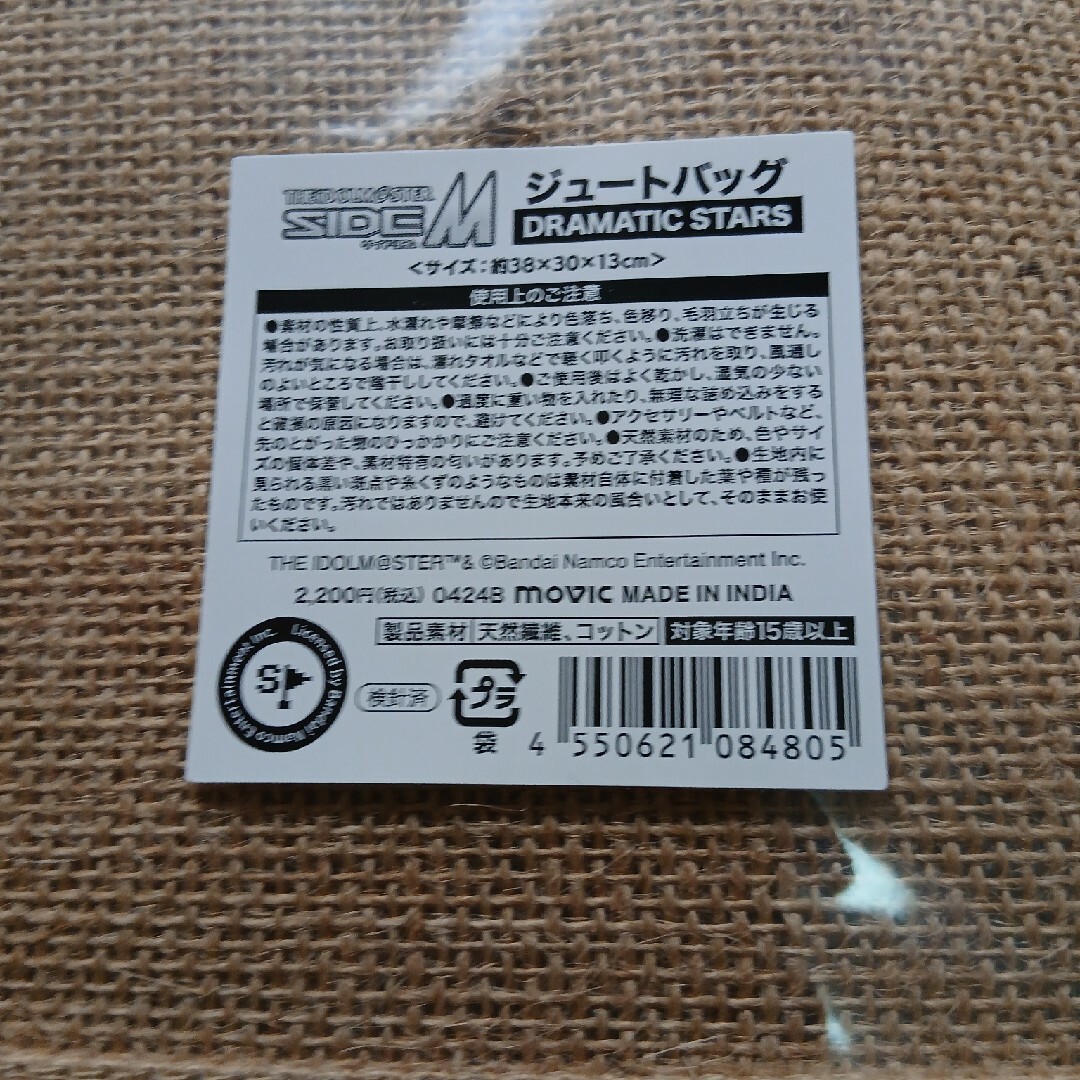 THE IDOLM@STER
SIDEM
サイドエム
ジュートバッグ
DRAMATIC STARS
<サイズ:約38×30×13cm>
使用上のご注意
●素材の性質上、水濡れや摩擦などにより色落ち、色移り、毛羽立ちが生じる
場合があります。お取り扱いには十分ご注意ください。●洗濯はできません。
汚れが気になる場合は、濡れタオルなどで軽く叩くように汚れを取り、風通し
のよいところで陰干ししてください。●ご使用後はよく乾かし、湿気の少ない
場所で保管してください。●過度に重い物を入れたり、無理な詰め込みをする
と破損の原因になりますので、避けてください。●アクセサリーやベルトなど、
先のとがった物のひっかかりにご注意ください。●天然素材のため、色やサイ
ズの個体差や、素材特有の匂いがあります。予めご了承ください。●生地内に
見られる黒い斑点や糸くずのようなものは素材自体に付着した葉や種が残っ
たものです。汚れではありませんので生地本来の風合いとして、そのままお使
いください。
THE IDOLM@STER™& ©Bandai Namco Entertainment Inc.
2,200円(税込) 0424B movic MADE IN INDIA
製品素材 天然繊維、コットン 対象年齢15歳以上
Licensed by Bandai Namco Entertainment Inc.
S
検針済
プラ
袋
4 550621 084805